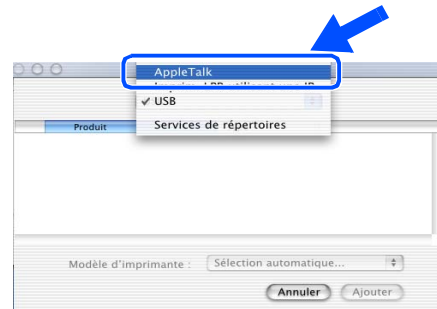 AppleTalk
USB
Services de répertoires
Produit
Modèle d'imprimante :
Sélection automatique...
Annuler
Ajouter